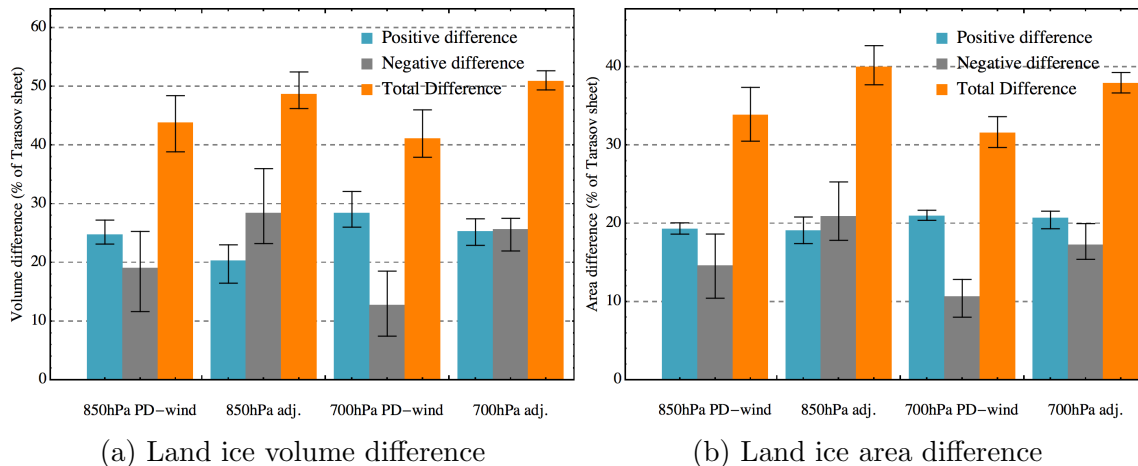 60
50
40
30
20
10
0
Volume difference (% of Tarasov sheet)
Positive difference
Negative difference
Total Difference
850hPa PD-wind
850hPa adj.
700hPa PD-wind
700hPa adj.
(a) Land ice volume difference
40
30
20
10
0
Area difference (% of Tarasov sheet)
Positive difference
Negative difference
Total Difference
850hPa PD-wind
850hPa adj.
700hPa PD-wind
700hPa adj.
(b) Land ice area difference